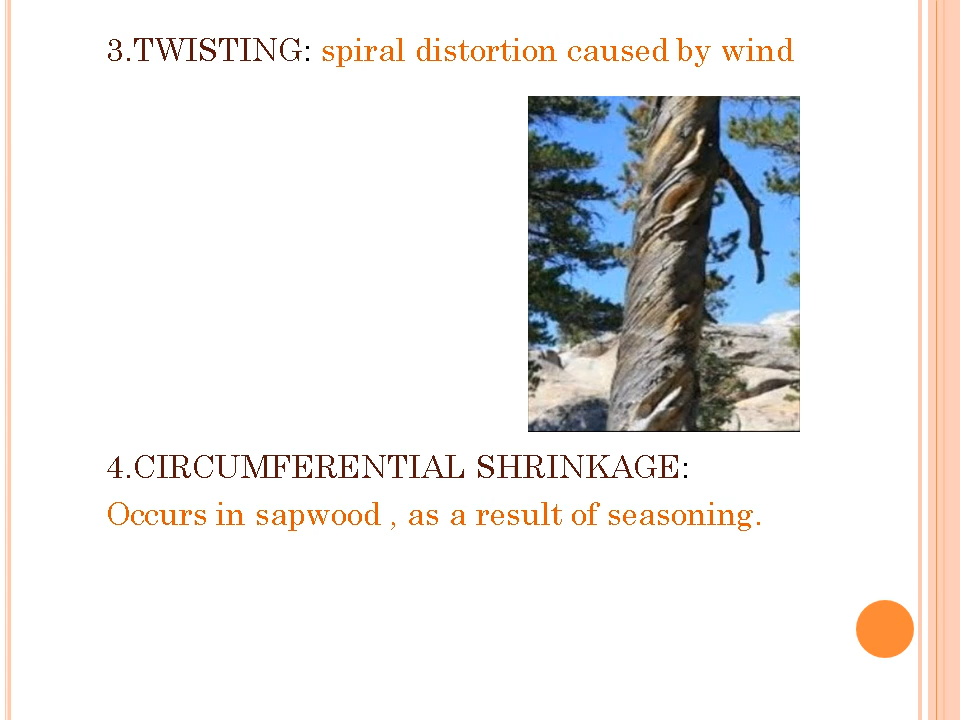 3.TWISTING: spiral distortion caused by wind
4.CIRCUMFERENTIAL SHRINKAGE:
Occurs in sapwood , as a result of seasoning.